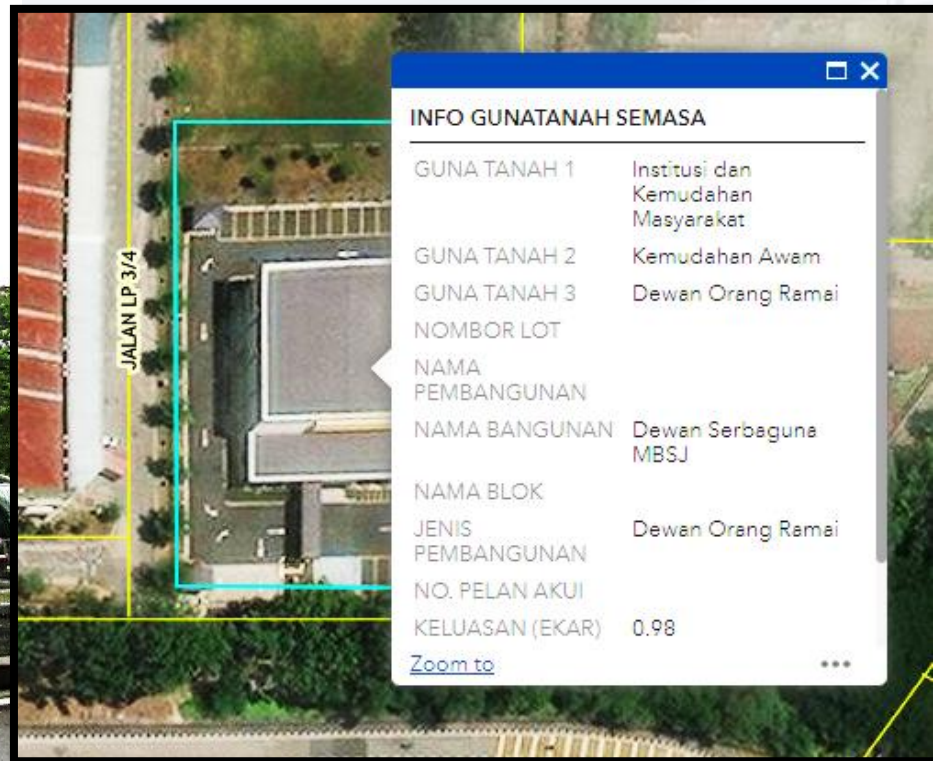 JALAN LP 3/4
INFO GUNATANAH SEMASA
GUNA TANAH 1 Institusi dan
Kemudahan
Masyarakat
GUNA TANAH 2 Kemudahan Awam
GUNA TANAH 3 Dewan Orang Ramai
NOMBOR LOT
NAMA
PEMBANGUNAN
NAMA BANGUNAN Dewan Serbaguna
MBSJ
NAMA BLOK
JENIS Dewan Orang Ramai
PEMBANGUNAN
NO. PELAN AKUI
KELUASAN (EKAR) 0.98
Zoom to